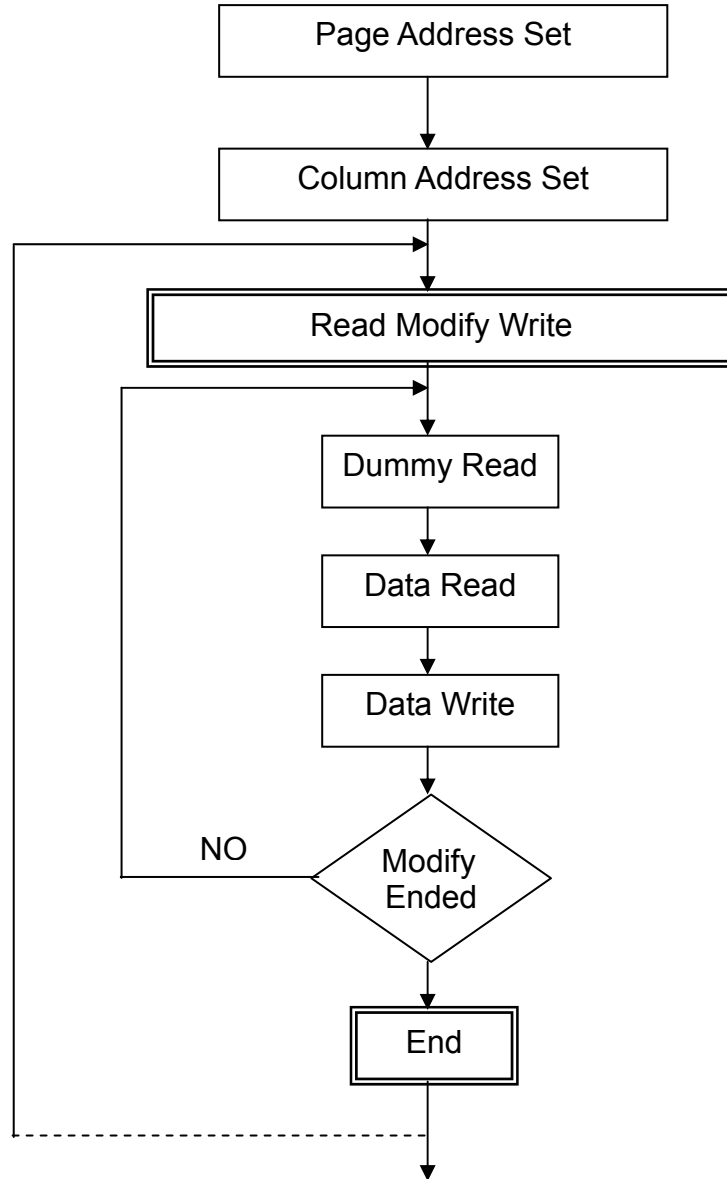 Page Address Set
Column Address Set
Read Modify Write
Dummy Read
Data Read
Data Write
NO
Modify
Ended
End